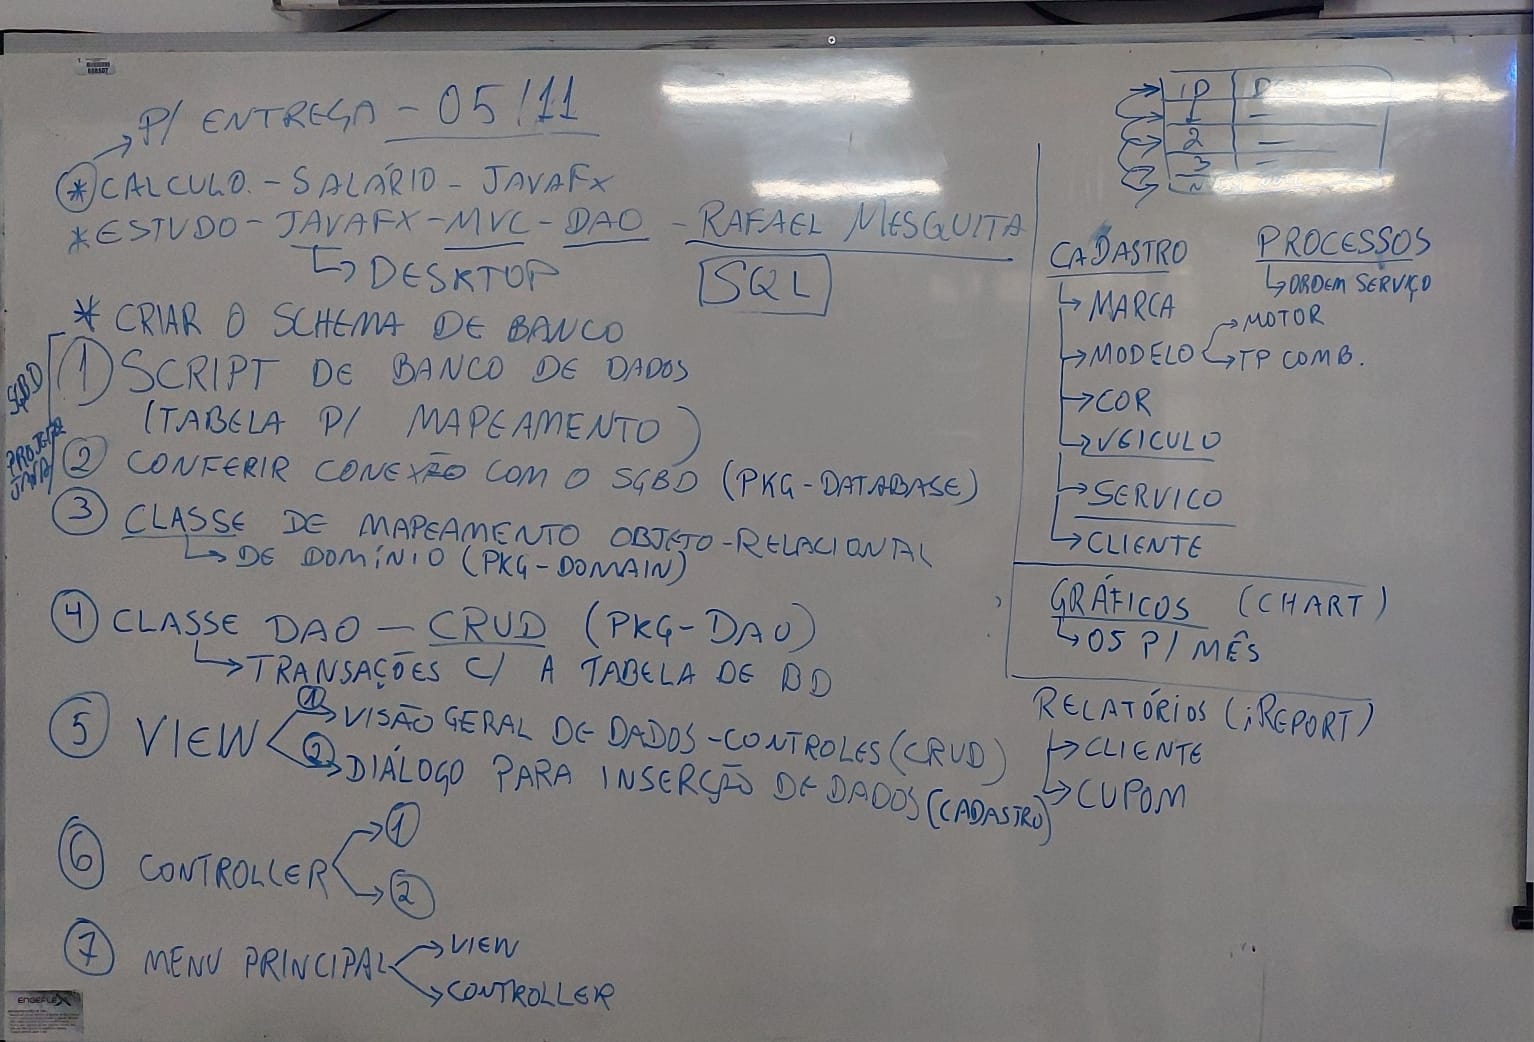 P/ ENTREGA - 05/11
* CALCULO - SALÁRIO - JAVAFX
* ESTUDO - JAVAFX - MVC - DAO - RAFAEL MESQUITA
DESKTOP
SQL
* CRIAR O SCHEMA DE BANCO
SGBD
1 SCRIPT DE BANCO DE DADOS
(TABELA P/ MAPEAMENTO)
PROJETO JAVA
2 CONFERIR CONEXÃO COM O SGBD (PKG-DATABASE)
3 CLASSE DE MAPEAMENTO OBJETO-RELACIONAL
DE DOMÍNIO (PKG-DOMAIN)
4 CLASSE DAO - CRUD (PKG-DAO)
TRANSAÇÕES C/ A TABELA DE BD
5 VIEW
1 VISÃO GERAL DE DADOS - CONTROLES (CRUD)
2 DIÁLOGO PARA INSERÇÃO DE DADOS (CADASTRO)
6 CONTROLLER
1
2
7 MENU PRINCIPAL
VIEW
CONTROLLER
ID
1
2
3
CADASTRO
MARCA
MODELO
MOTOR
TP COMB.
COR
VEICULO
SERVICO
CLIENTE
PROCESSOS
ORDEM SERVIÇO
GRÁFICOS (CHART)
OS P/ MÊS
RELATÓRIOS (iREPORT)
CLIENTE
CUPOM
ENGEFLEX